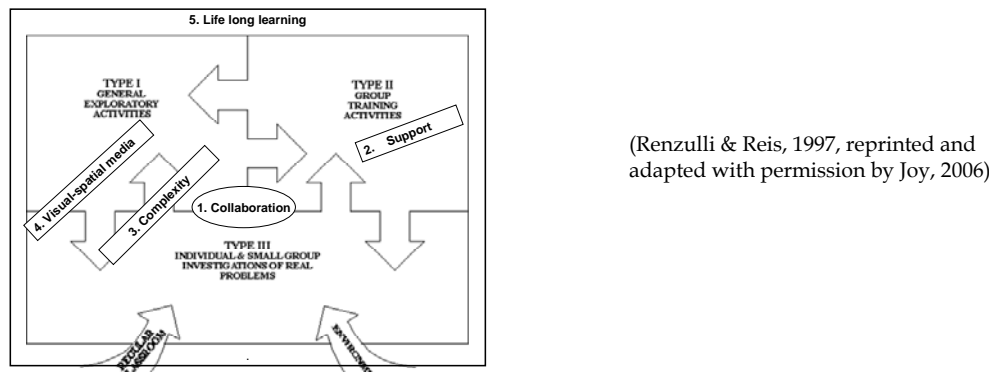 5. Life long learning
TYPE I
GENERAL
EXPLORATORY
ACTIVITIES
TYPE II
GROUP
TRAINING
ACTIVITIES
2. Support
4. Visual-spatial media
3. Complexity
1. Collaboration
TYPE III
INDIVIDUAL & SMALL GROUP
INVESTIGATIONS OF REAL
PROBLEMS
REGULAR
(Renzulli & Reis, 1997, reprinted and
adapted with permission by Joy, 2006)